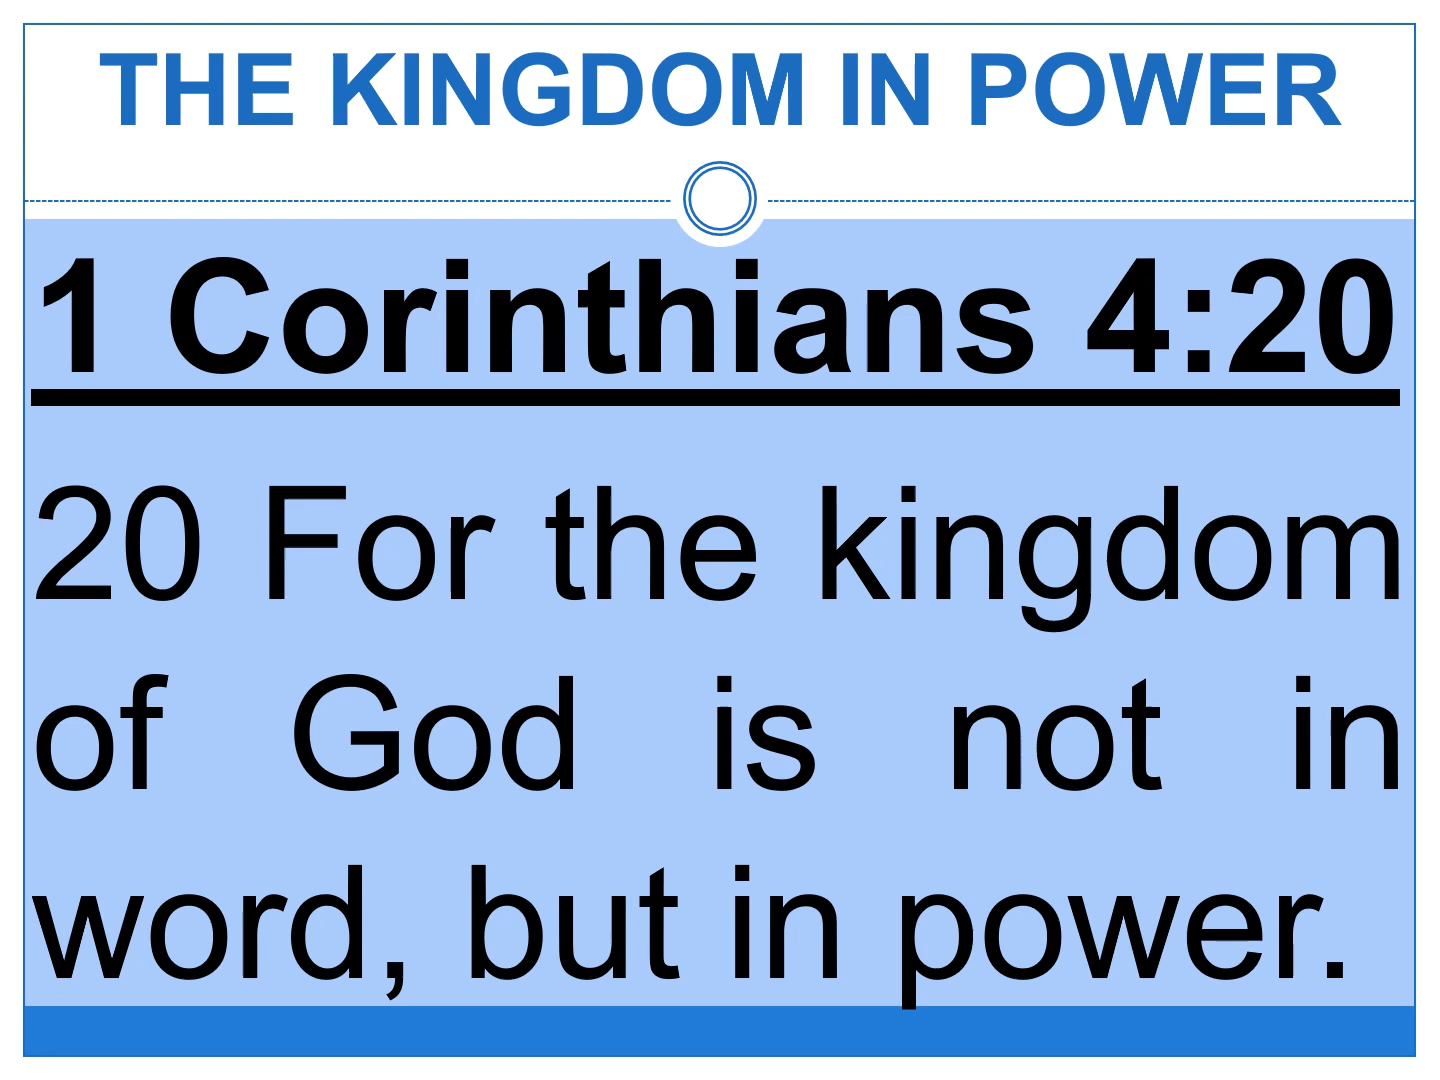 THE KINGDOM IN POWER
1 Corinthians 4:20
20 For the kingdom
of God is not in
word, but in power.